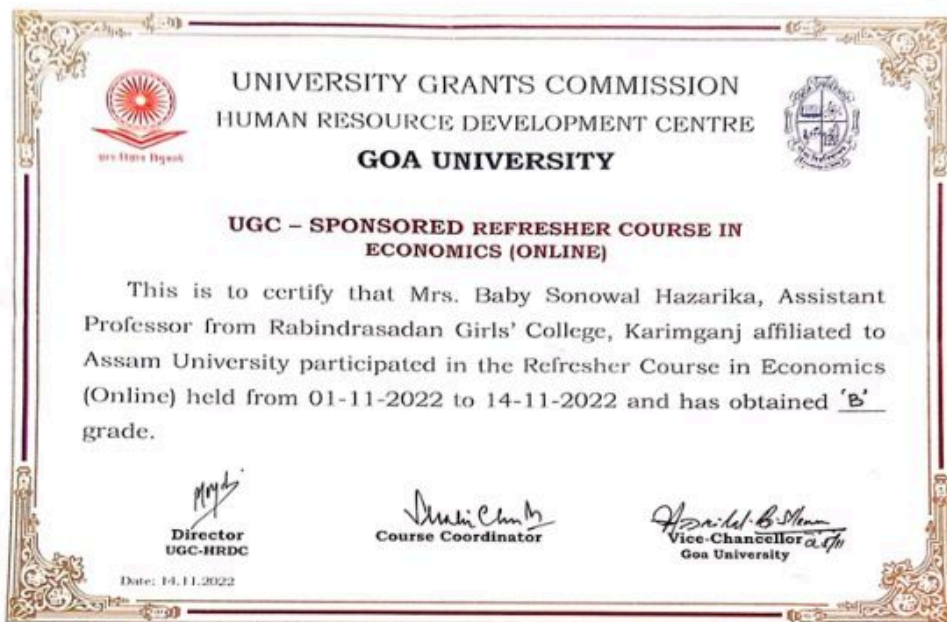 UNIVERSITY GRANTS COMMISSION
HUMAN RESOURCE DEVELOPMENT CENTRE
GOA UNIVERSITY
ज्ञान विज्ञान विमुक्तये
UGC – SPONSORED REFRESHER COURSE IN
ECONOMICS (ONLINE)
This is to certify that Mrs. Baby Sonowal Hazarika, Assistant
Professor from Rabindrasadan Girls' College, Karimganj affiliated to
Assam University participated in the Refresher Course in Economics
(Online) held from 01-11-2022 to 14-11-2022 and has obtained 'B'
grade.
Director
UGC-HRDC
Course Coordinator
Vice-Chancellor
Goa University
Date: 14.11.2022